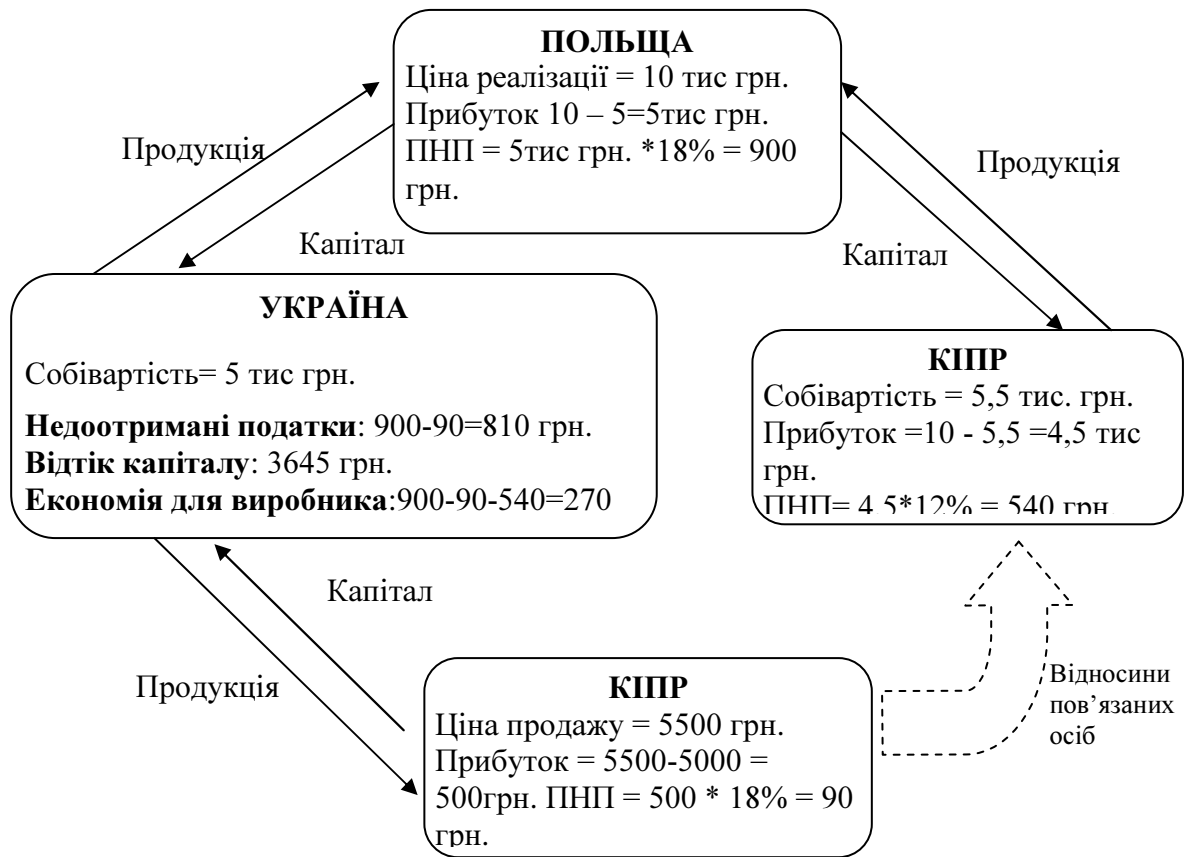 ПОЛЬЩА
Ціна реалізації = 10 тис грн.
Прибуток 10 – 5=5тис грн.
ПНП = 5тис грн. *18% = 900
грн.
Продукція
Продукція
Капітал
Капітал
УКРАЇНА
Собівартість= 5 тис грн.
Недоотримані податки: 900-90=810 грн.
Відтік капіталу: 3645 грн.
Економія для виробника:900-90-540=270
КІПР
Собівартість = 5,5 тис. грн.
Прибуток =10 - 5,5 =4,5 тис
грн.
ПНП= 4,5*12% = 540 грн.
Капітал
Продукція
Відносини
пов’язаних
осіб
КІПР
Ціна продажу = 5500 грн.
Прибуток = 5500-5000 =
500грн. ПНП = 500 * 18% = 90
грн.